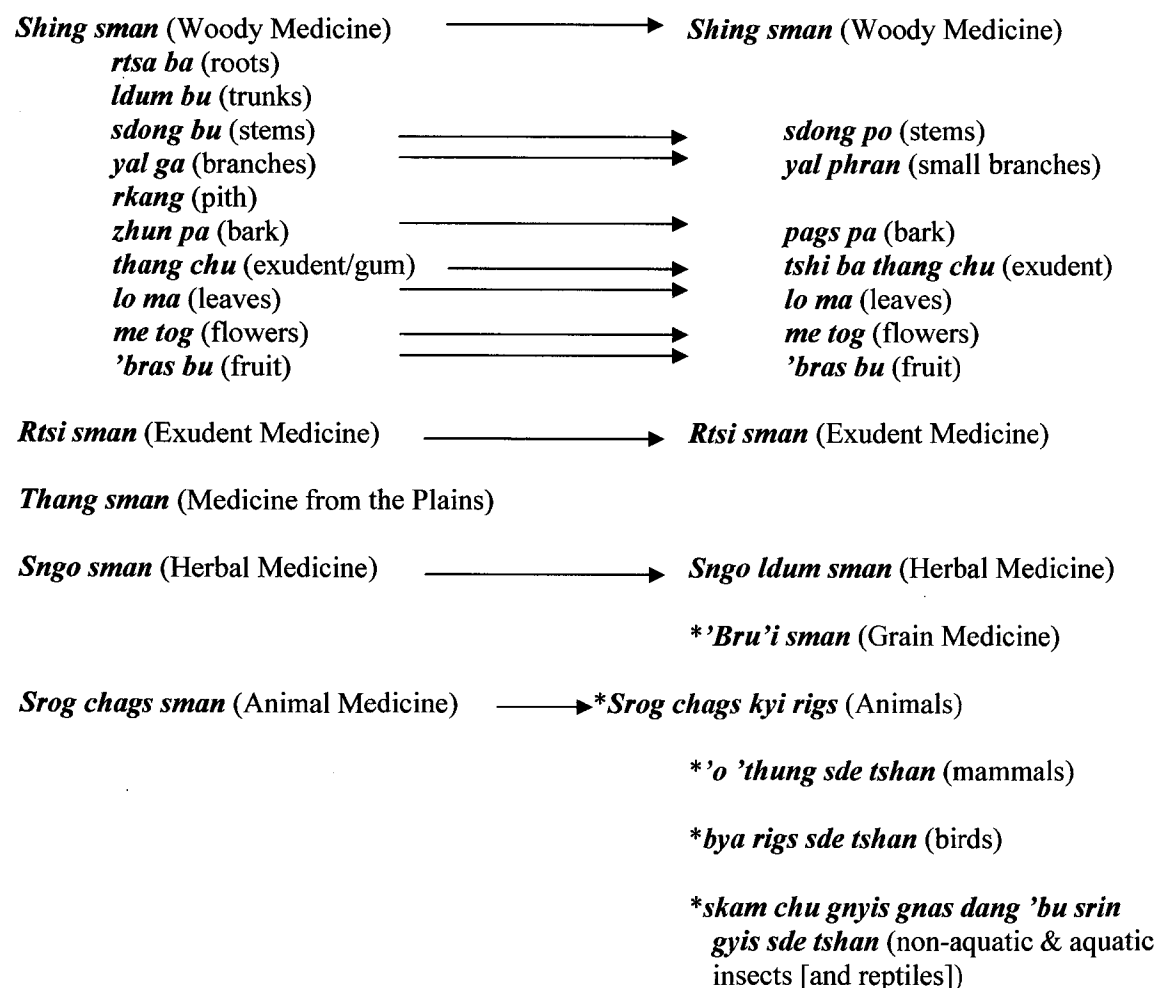 Shing sman (Woody Medicine) Shing sman (Woody Medicine)
rtsa ba (roots)
ldum bu (trunks)
sdong bu (stems) sdong po (stems)
yal ga (branches) yal phran (small branches)
rkang (pith)
zhun pa (bark) pags pa (bark)
thang chu (exudent/gum) tshi ba thang chu (exudent)
lo ma (leaves) lo ma (leaves)
me tog (flowers) me tog (flowers)
’bras bu (fruit) ’bras bu (fruit)
Rtsi sman (Exudent Medicine) Rtsi sman (Exudent Medicine)
Thang sman (Medicine from the Plains)
Sngo sman (Herbal Medicine) Sngo ldum sman (Herbal Medicine)
*’Bru’i sman (Grain Medicine)
Srog chags sman (Animal Medicine) *Srog chags kyi rigs (Animals)
*’o ’thung sde tshan (mammals)
*bya rigs sde tshan (birds)
*skam chu gnyis gnas dang ’bu srin
gyis sde tshan (non-aquatic & aquatic
insects [and reptiles])